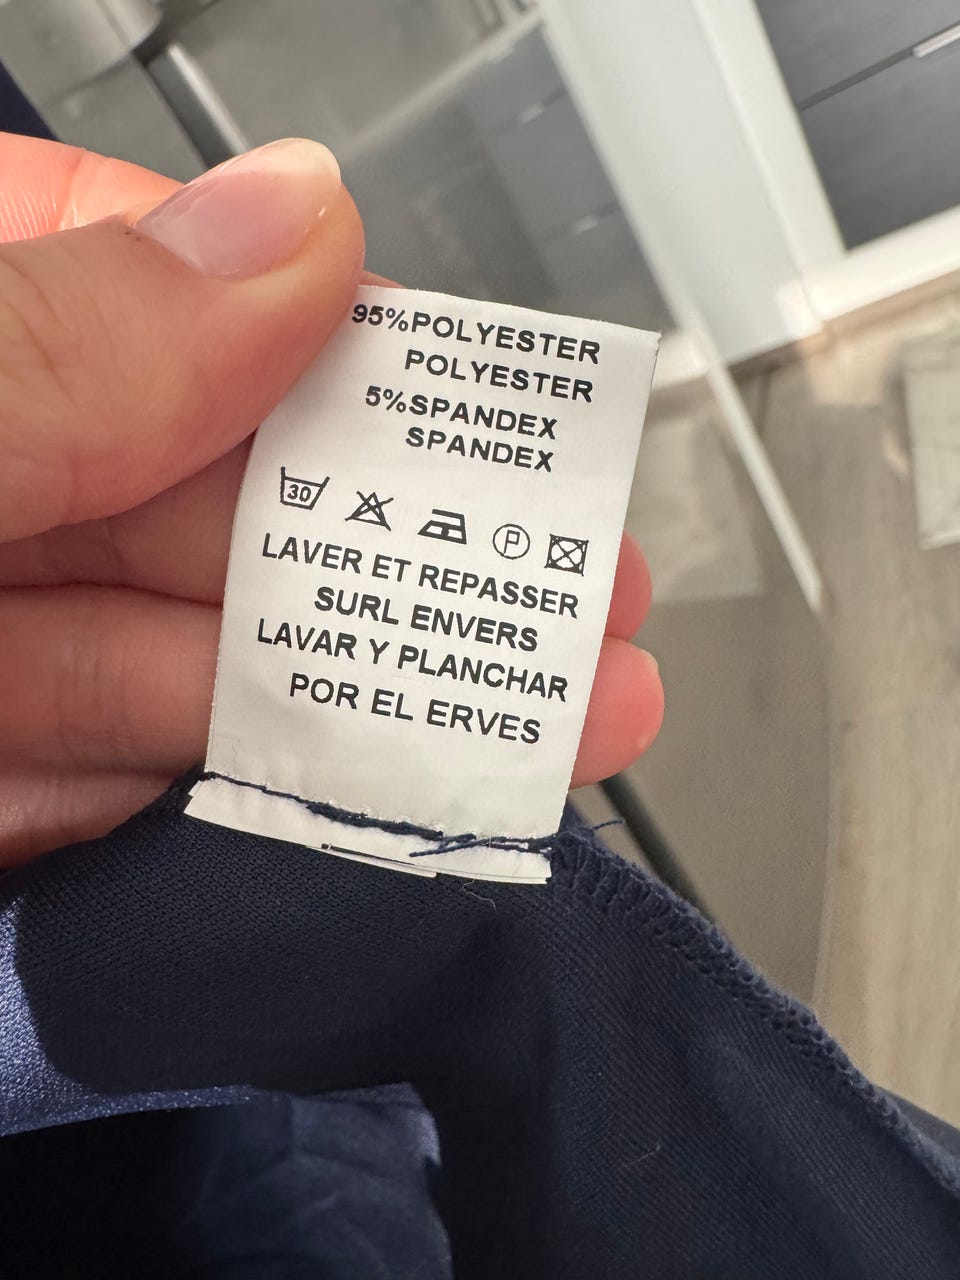 95%POLYESTER
POLYESTER
5%SPANDEX
SPANDEX
30 P
LAVER ET REPASSER
SURL ENVERS
LAVAR Y PLANCHAR
POR EL ERVES